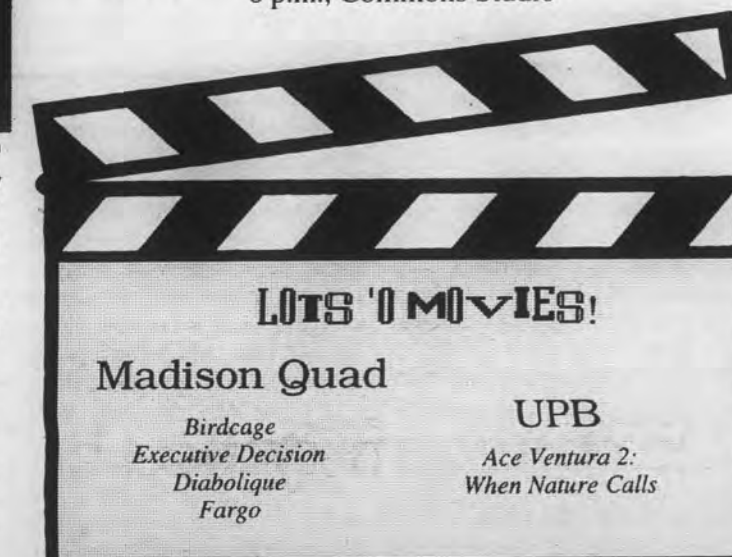 LOTS 'O MOVIES!
Madison Quad
Birdcage
Executive Decision
Diabolique
Fargo
UPB
Ace Ventura 2:
When Nature Calls